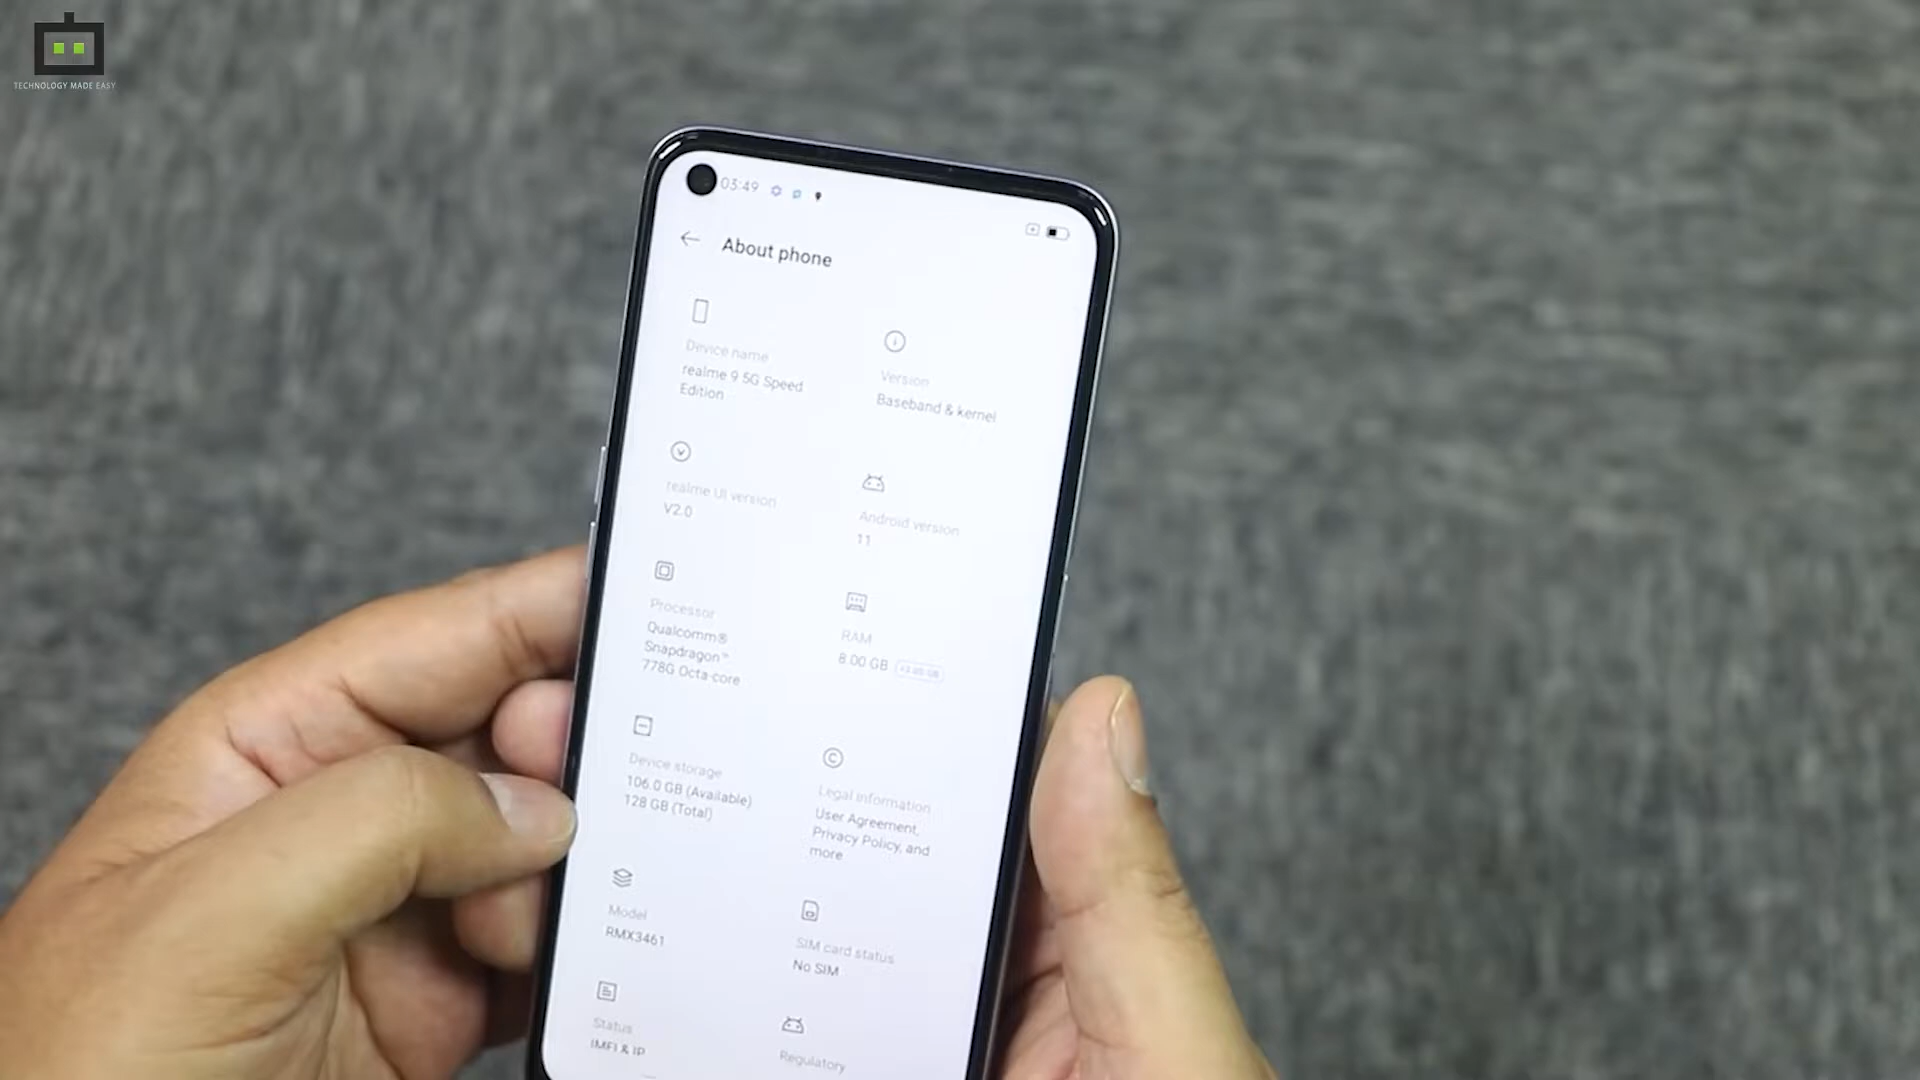 TECHNOLOGY MADE EASY
03:49
About phone
Device name
realme 9 5G Speed
Edition
Version
Baseband & kernel
realme UI version
V2.0
Android version
11
Processor
Qualcomm®
Snapdragon™
778G Octa-core
RAM
8.00 GB
Device storage
106.0 GB (Available)
128 GB (Total)
Legal information
User Agreement,
Privacy Policy, and
more
Model
RMX3461
SIM card status
No SIM
Status
IMEI & IP
Regulatory